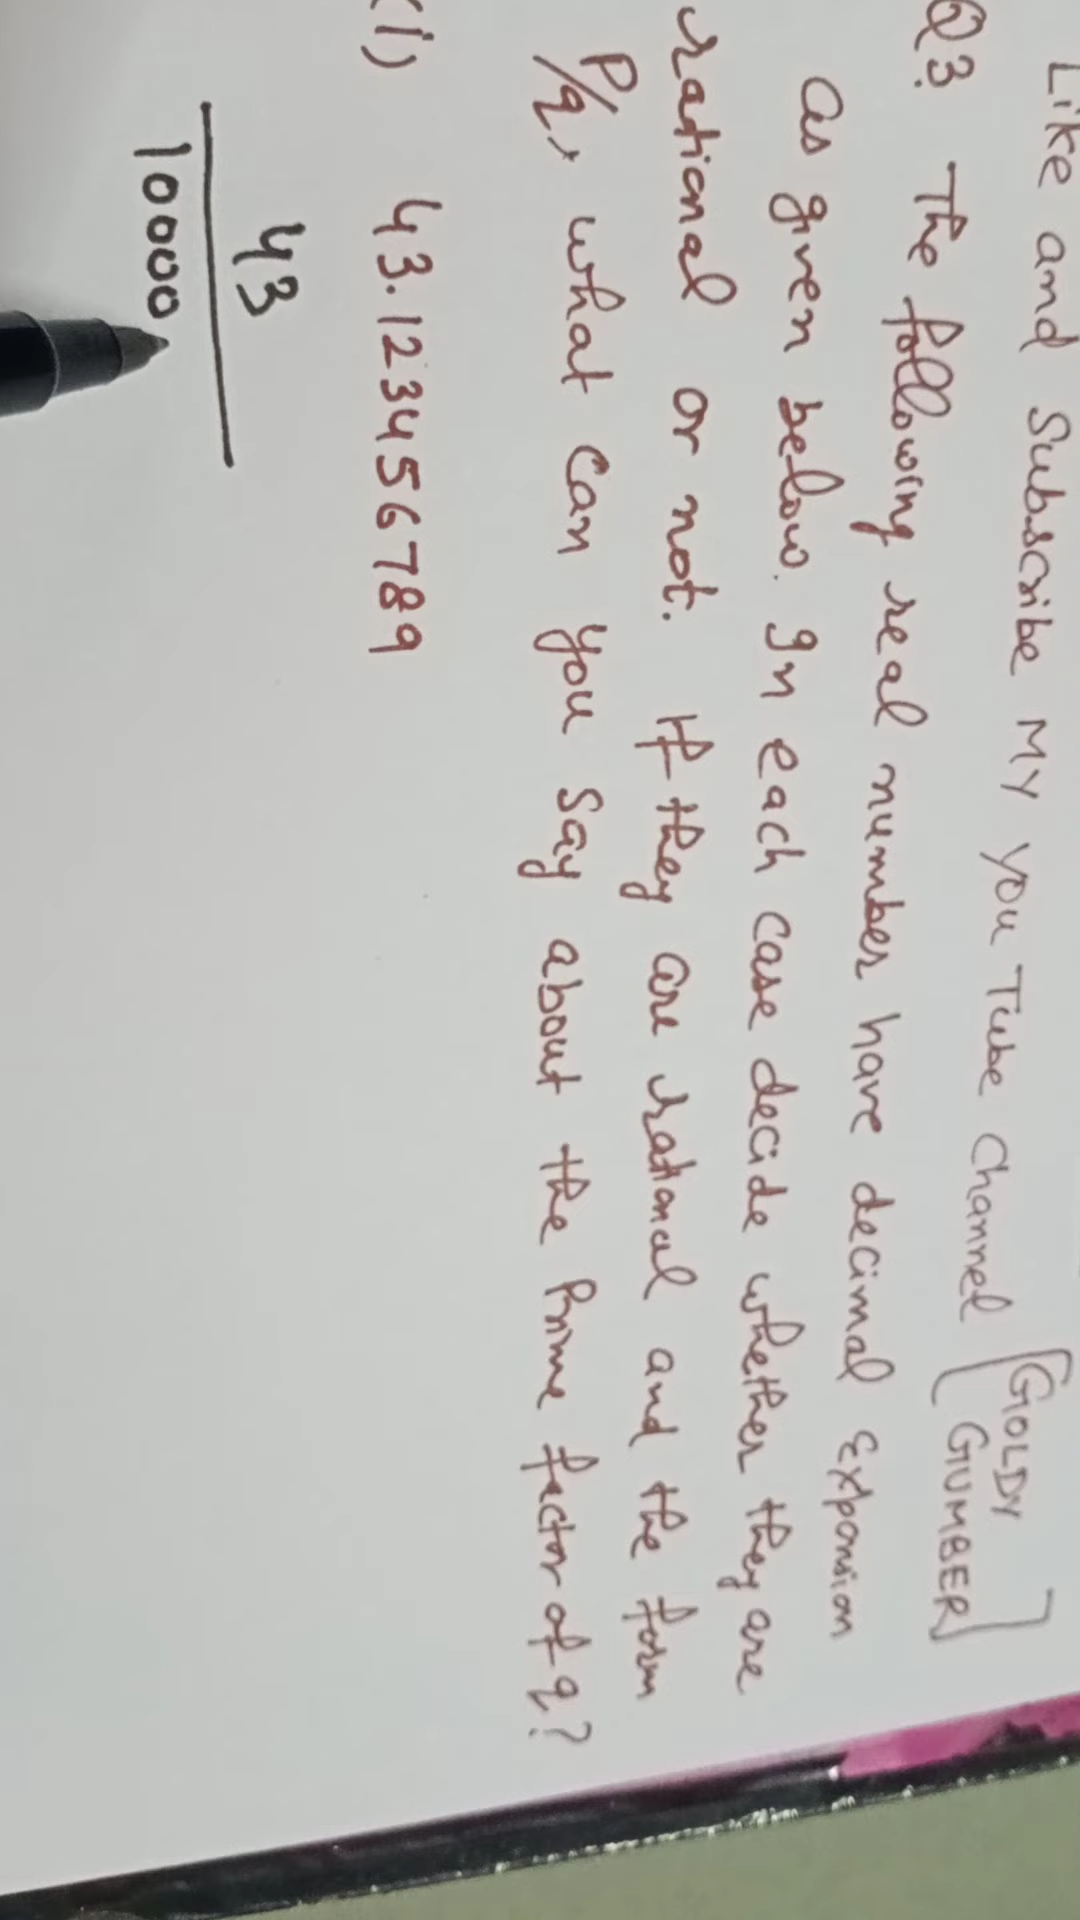 Like and Subscribe My You Tube Channel [GOLDY GUMBER]
Q3. The following real number have decimal Expansion
as given below. In each case decide whether they are
rational or not. If they are rational and the form
P/q, what can you say about the Prime factor of q?
(i) 43.123456789
43
10000